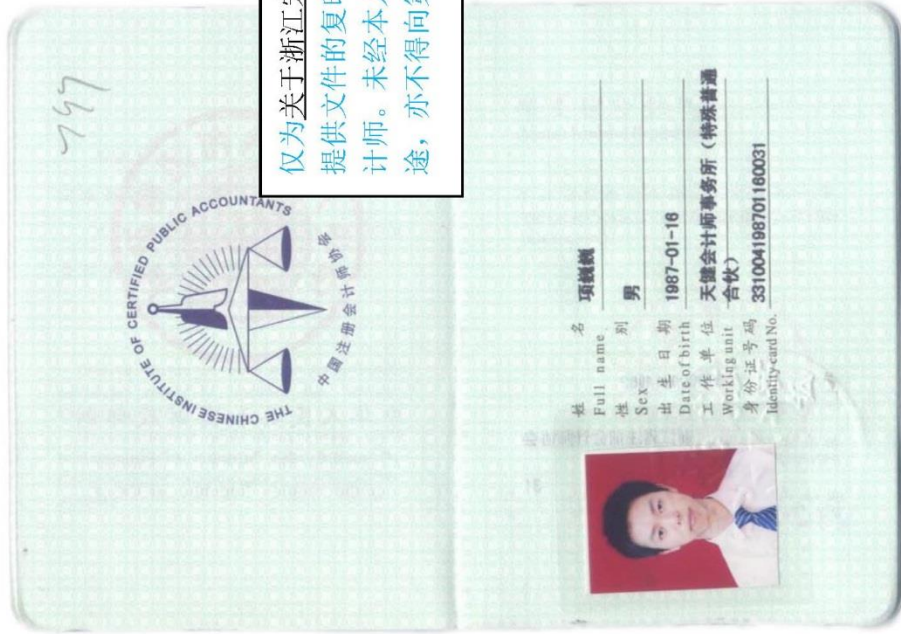 747
THE CHINESE INSTITUTE OF CERTIFIED PUBLIC ACCOUNTANTS
中国注册会计师协会
仅为关于浙江
提供文件的复印
计师。未经本
途，亦不得向
姓名 项巍巍
Full name
性别 男
Sex
出生日期 1987-01-16
Date of birth
工作单位 天健会计师事务所（特殊普通
Working unit 合伙）
身份证号码 331004198701160031
Identity card No.